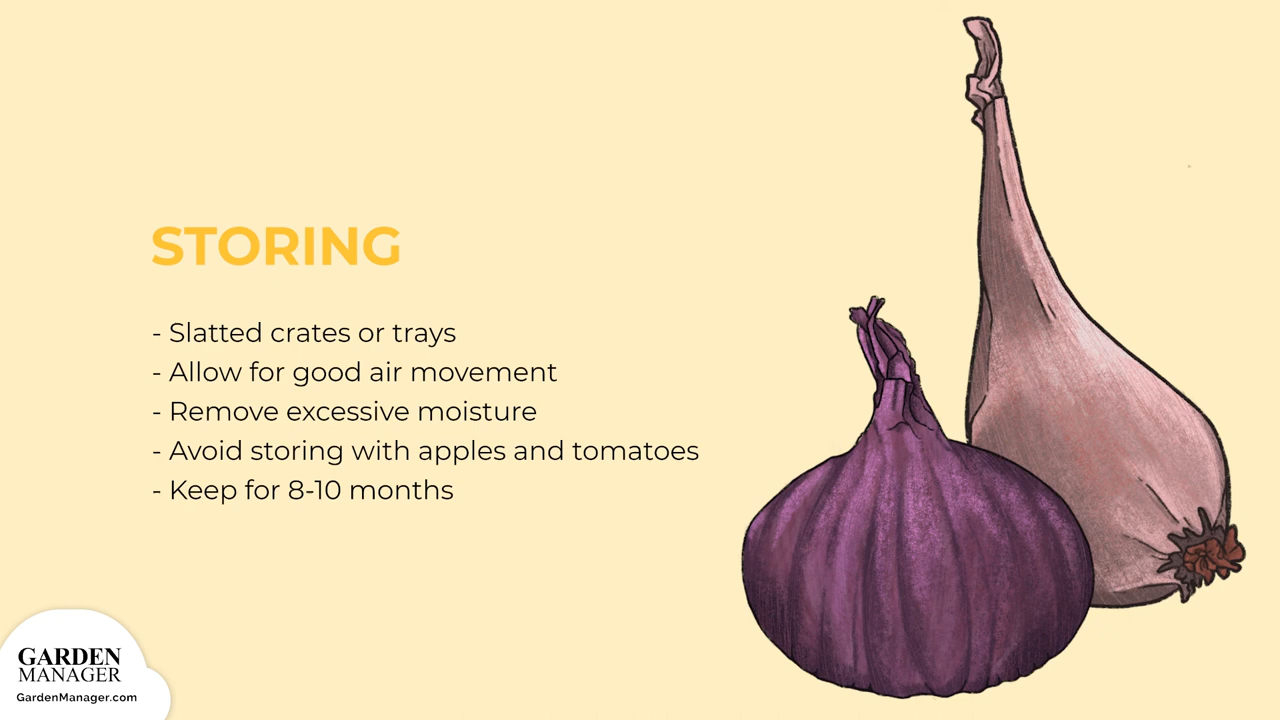 STORING
- Slatted crates or trays
- Allow for good air movement
- Remove excessive moisture
- Avoid storing with apples and tomatoes
- Keep for 8-10 months
GARDEN
MANAGER
GardenManager.com